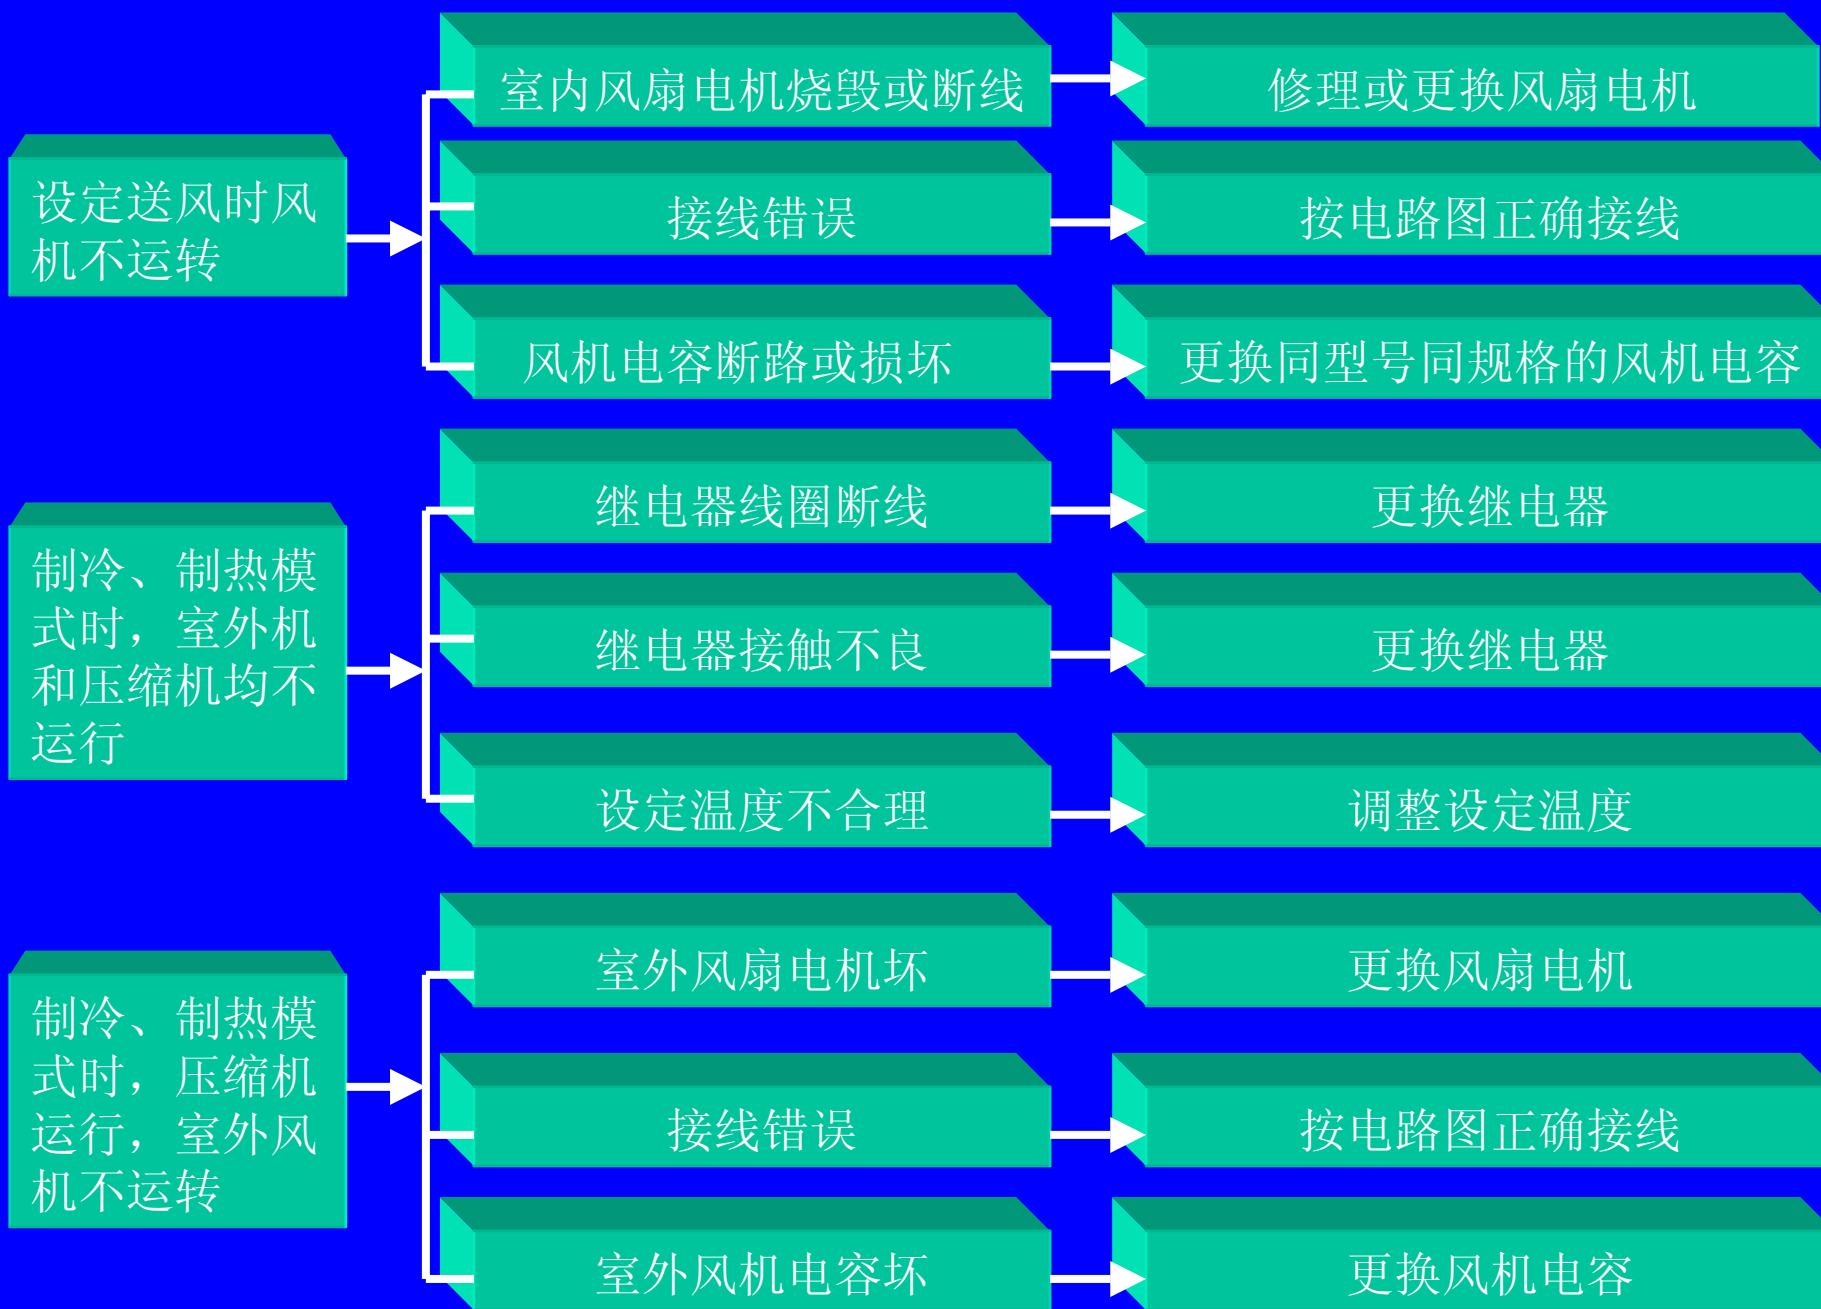 设定送风时风
机不运转
室内风扇电机烧毁或断线
修理或更换风扇电机
接线错误
按电路图正确接线
风机电容断路或损坏
更换同型号同规格的风机电容
制冷、制热模
式时，室外机
和压缩机均不
运行
继电器线圈断线
更换继电器
继电器接触不良
更换继电器
设定温度不合理
调整设定温度
制冷、制热模
式时，压缩机
运行，室外风
机不运转
室外风扇电机坏
更换风扇电机
接线错误
按电路图正确接线
室外风机电容坏
更换风机电容